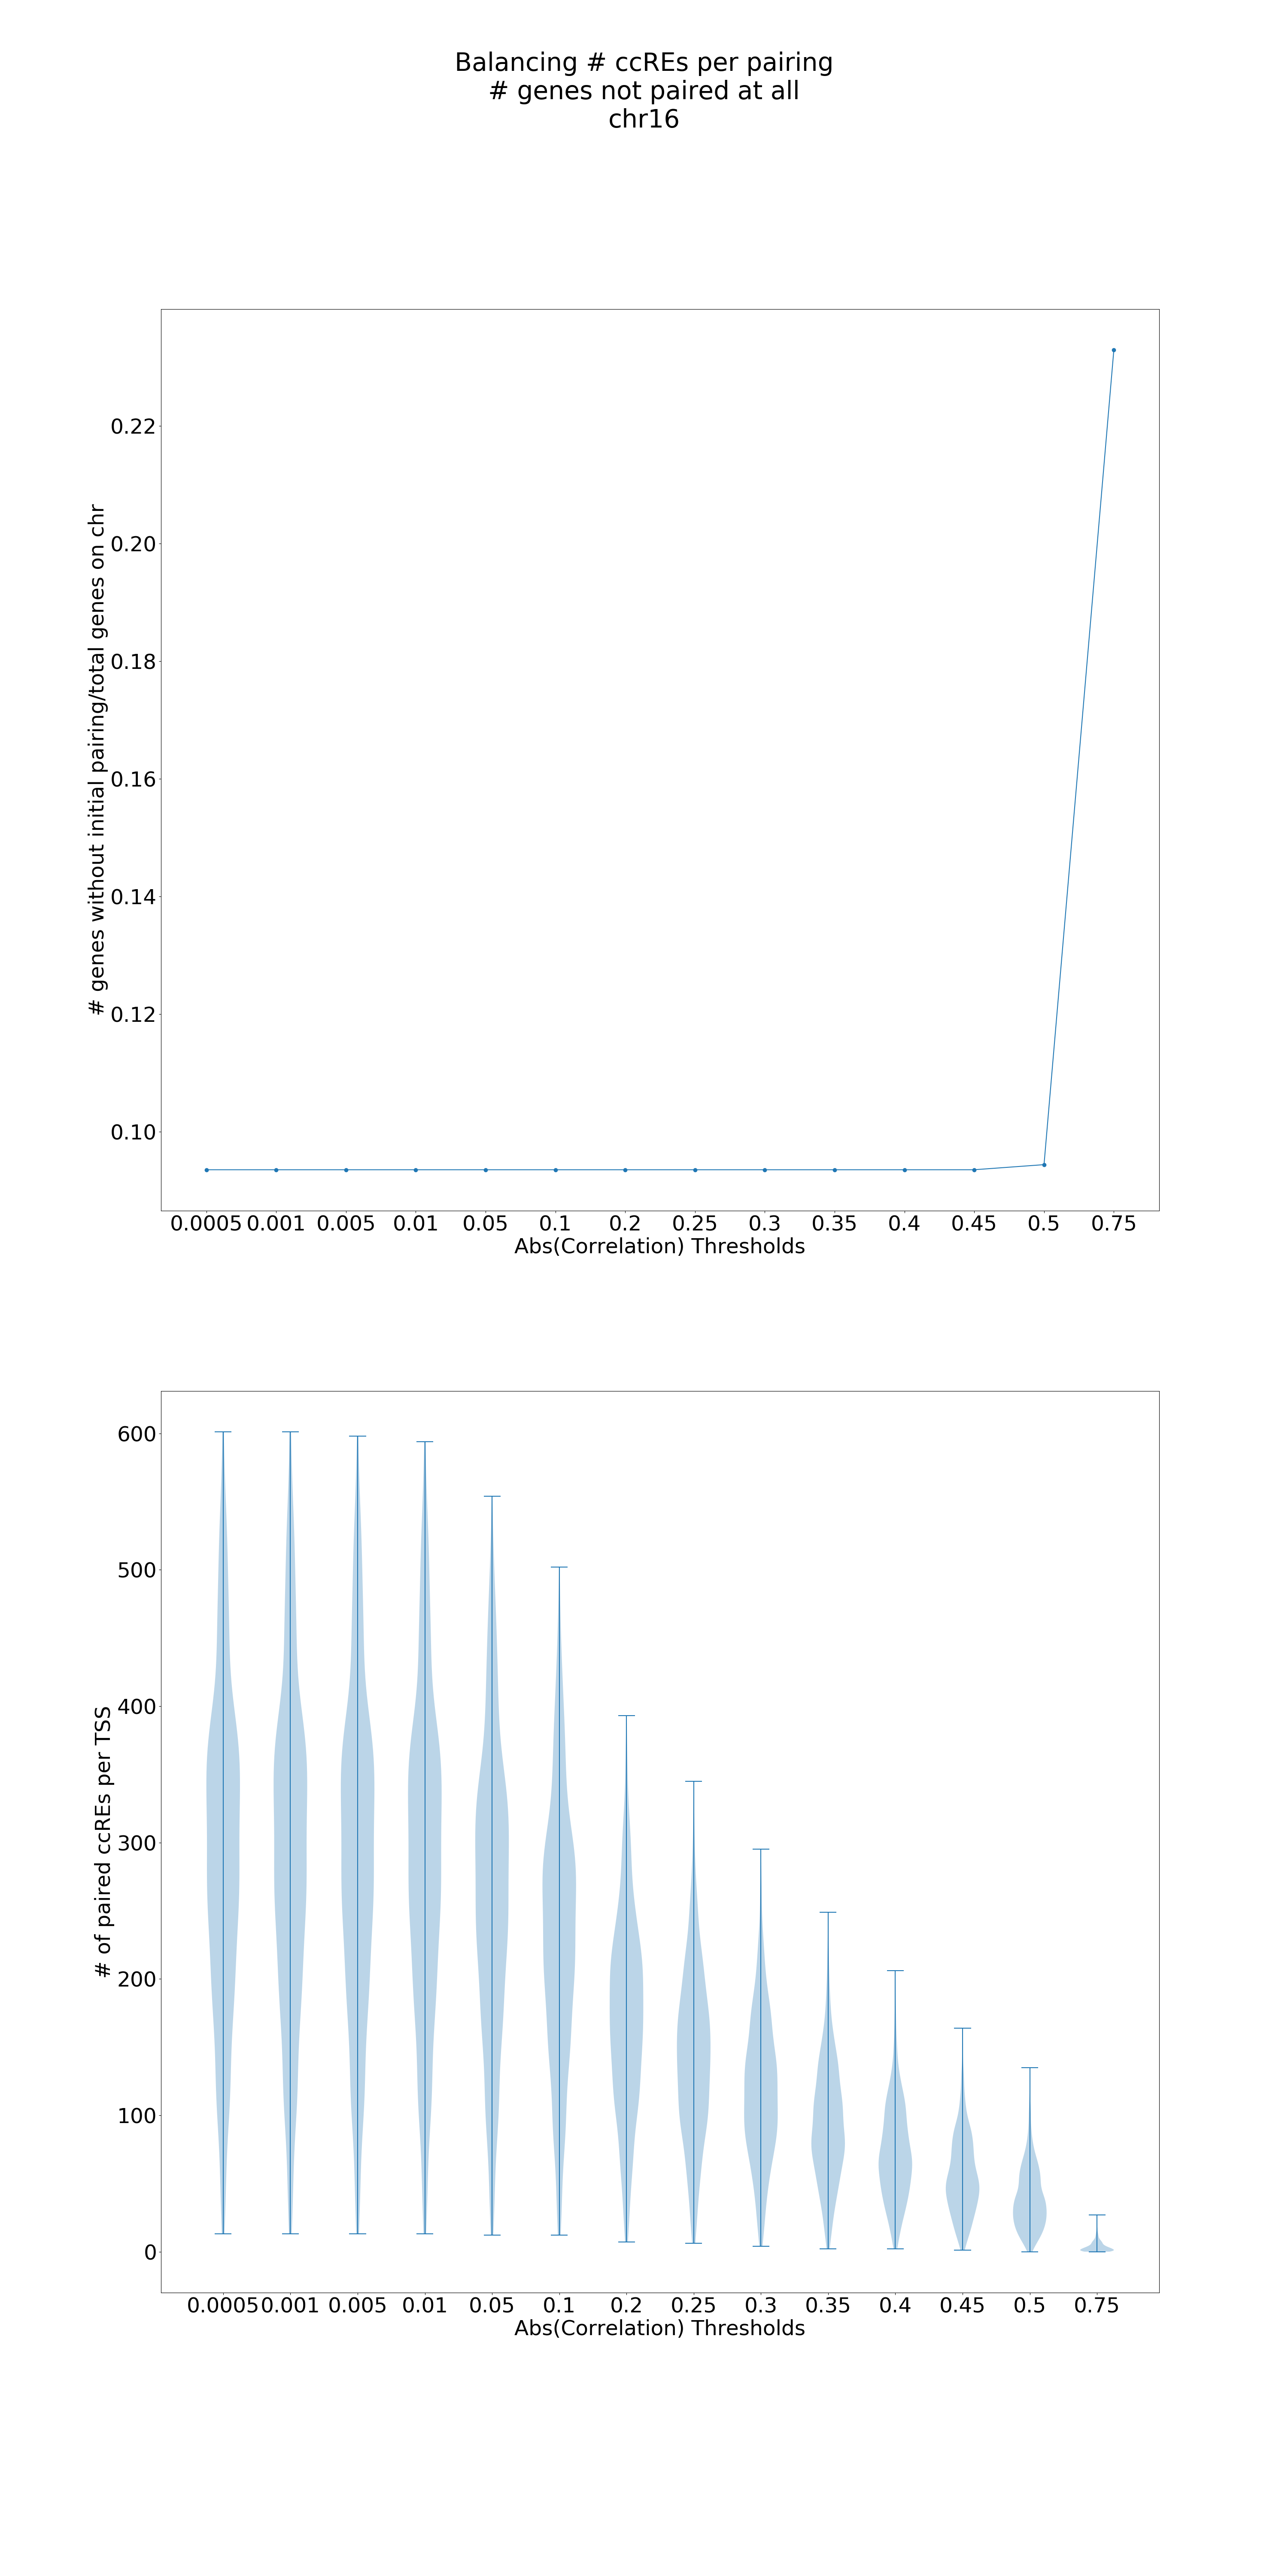 Balancing # ccREs per pairing
# genes not paired at all
chr16
# genes without initial pairing/total genes on chr
0.22
0.20
0.18
0.16
0.14
0.12
0.10
0.0005 0.001 0.005 0.01 0.05 0.1 0.2 0.25 0.3 0.35 0.4 0.45 0.5 0.75
Abs(Correlation) Thresholds
# of paired ccREs per TSS
600
500
400
300
200
100
0
0.0005 0.001 0.005 0.01 0.05 0.1 0.2 0.25 0.3 0.35 0.4 0.45 0.5 0.75
Abs(Correlation) Thresholds